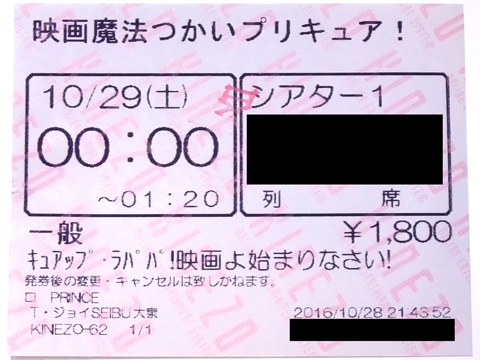 映画魔法つかいプリキュア！
10/29(土)
00:00
～01:20
シアター1
列 席
一般 ￥1,800
ｷｭｱｯﾌﾟ・ﾗﾊﾟﾊﾟ!映画よ始まりなさい!
発券後の変更・キャンセルは致しかねます。
□ PRINCE
T・ジョイSEIBU大泉 2016/10/28 21:43:52
KINEZO-62 1/1